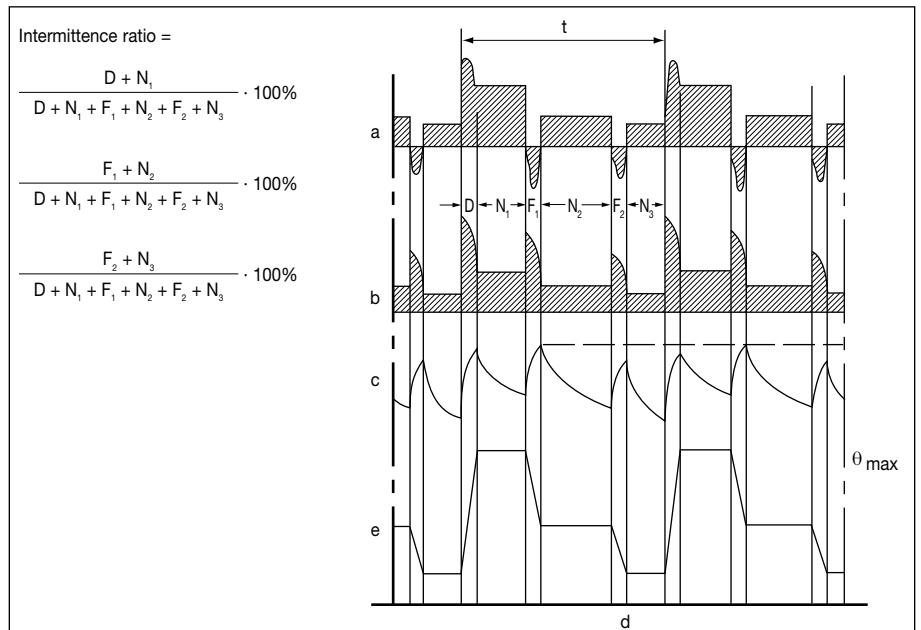 Intermittence ratio =
D + N₁
D + N₁ + F₁ + N₂ + F₂ + N₃ · 100%
F₁ + N₂
D + N₁ + F₁ + N₂ + F₂ + N₃ · 100%
F₂ + N₃
D + N₁ + F₁ + N₂ + F₂ + N₃ · 100%
t
a
D N₁ F₁ N₂ F₂ N₃
b
c
θ max
e
d